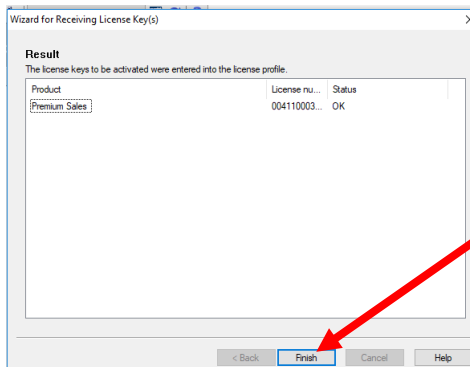 Wizard for Receiving License Key(s)
Result
The license keys to be activated were entered into the license profile.
Product License nu... Status
Premium Sales 004110003... OK
< Back Finish Cancel Help